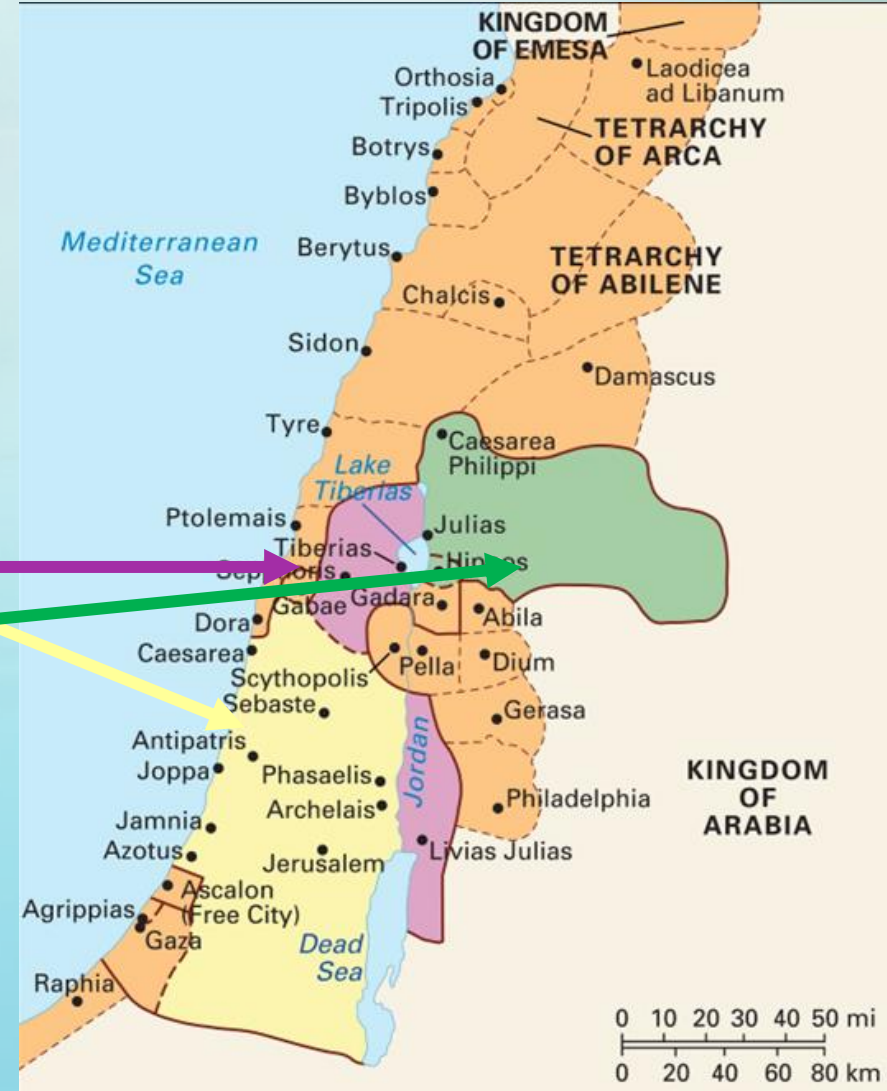 KINGDOM
OF EMESA
Orthosia
Laodicea
ad Libanum
Tripolis
TETRARCHY
OF ARCA
Botrys
Byblos
Mediterranean
Sea
Berytus
TETRARCHY
OF ABILENE
Chalcis
Sidon
Damascus
Tyre
Caesarea
Philippi
Lake
Tiberias
Ptolemais
Julias
Tiberias
Hippos
Sepphoris
Gabae
Gadara
Abila
Dora
Caesarea
Pella
Dium
Scythopolis
Sebaste
Gerasa
Antipatris
Joppa
Phasaelis
Jordan
KINGDOM
OF
ARABIA
Archelais
Philadelphia
Jamnia
Azotus
Jerusalem
Livias Julias
Ascalon
(Free City)
Agrippias
Gaza
Dead
Sea
Raphia
0 10 20 30 40 50 mi
0 20 40 60 80 km